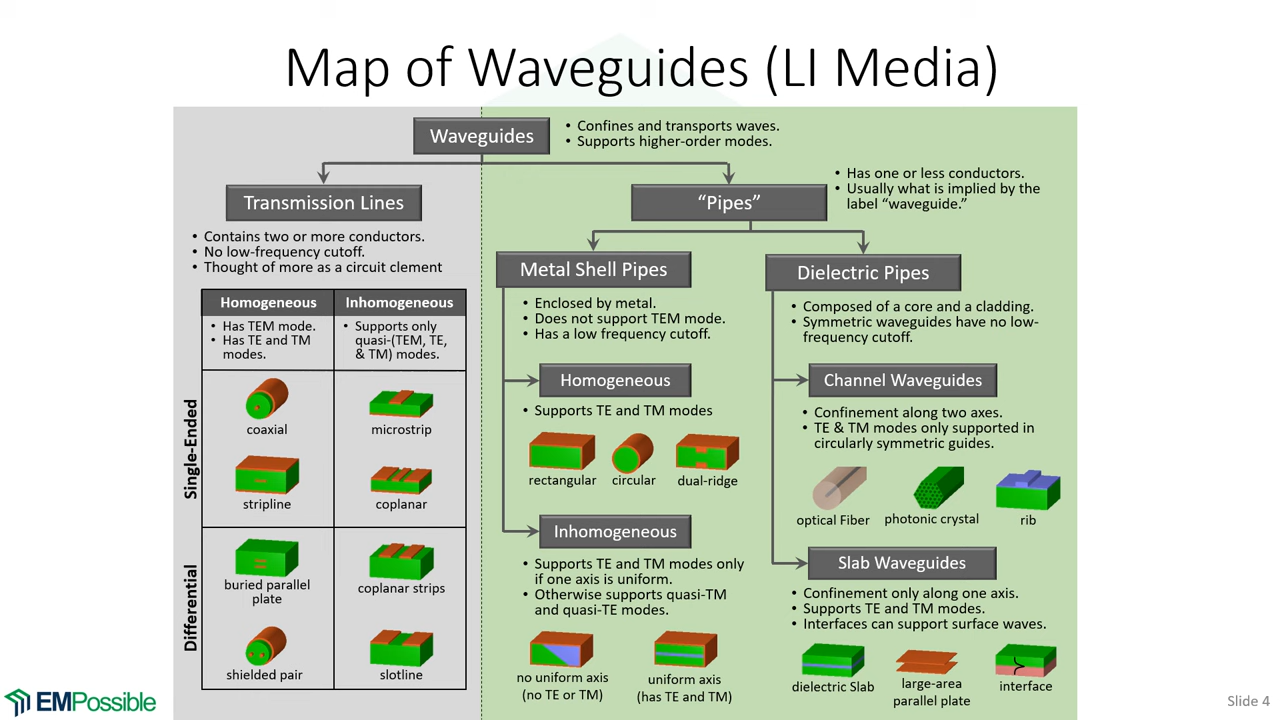 Map of Waveguides (LI Media)
Waveguides
• Confines and transports waves.
• Supports higher-order modes.
Transmission Lines
• Contains two or more conductors.
• No low-frequency cutoff.
• Thought of more as a circuit clement
Homogeneous
Inhomogeneous
• Has TEM mode.
• Has TE and TM
modes.
• Supports only
quasi-(TEM, TE,
& TM) modes.
Single-Ended
coaxial
microstrip
stripline
coplanar
Differential
buried parallel
plate
coplanar strips
shielded pair
slotline
“Pipes”
• Has one or less conductors.
• Usually what is implied by the
label “waveguide.”
Metal Shell Pipes
• Enclosed by metal.
• Does not support TEM mode.
• Has a low frequency cutoff.
Homogeneous
• Supports TE and TM modes
rectangular
circular
dual-ridge
Inhomogeneous
• Supports TE and TM modes only
if one axis is uniform.
• Otherwise supports quasi-TM
and quasi-TE modes.
no uniform axis
(no TE or TM)
uniform axis
(has TE and TM)
Dielectric Pipes
• Composed of a core and a cladding.
• Symmetric waveguides have no low-
frequency cutoff.
Channel Waveguides
• Confinement along two axes.
• TE & TM modes only supported in
circularly symmetric guides.
optical Fiber
photonic crystal
rib
Slab Waveguides
• Confinement only along one axis.
• Supports TE and TM modes.
• Interfaces can support surface waves.
dielectric Slab
large-area
parallel plate
interface
EMPossible
Slide 4